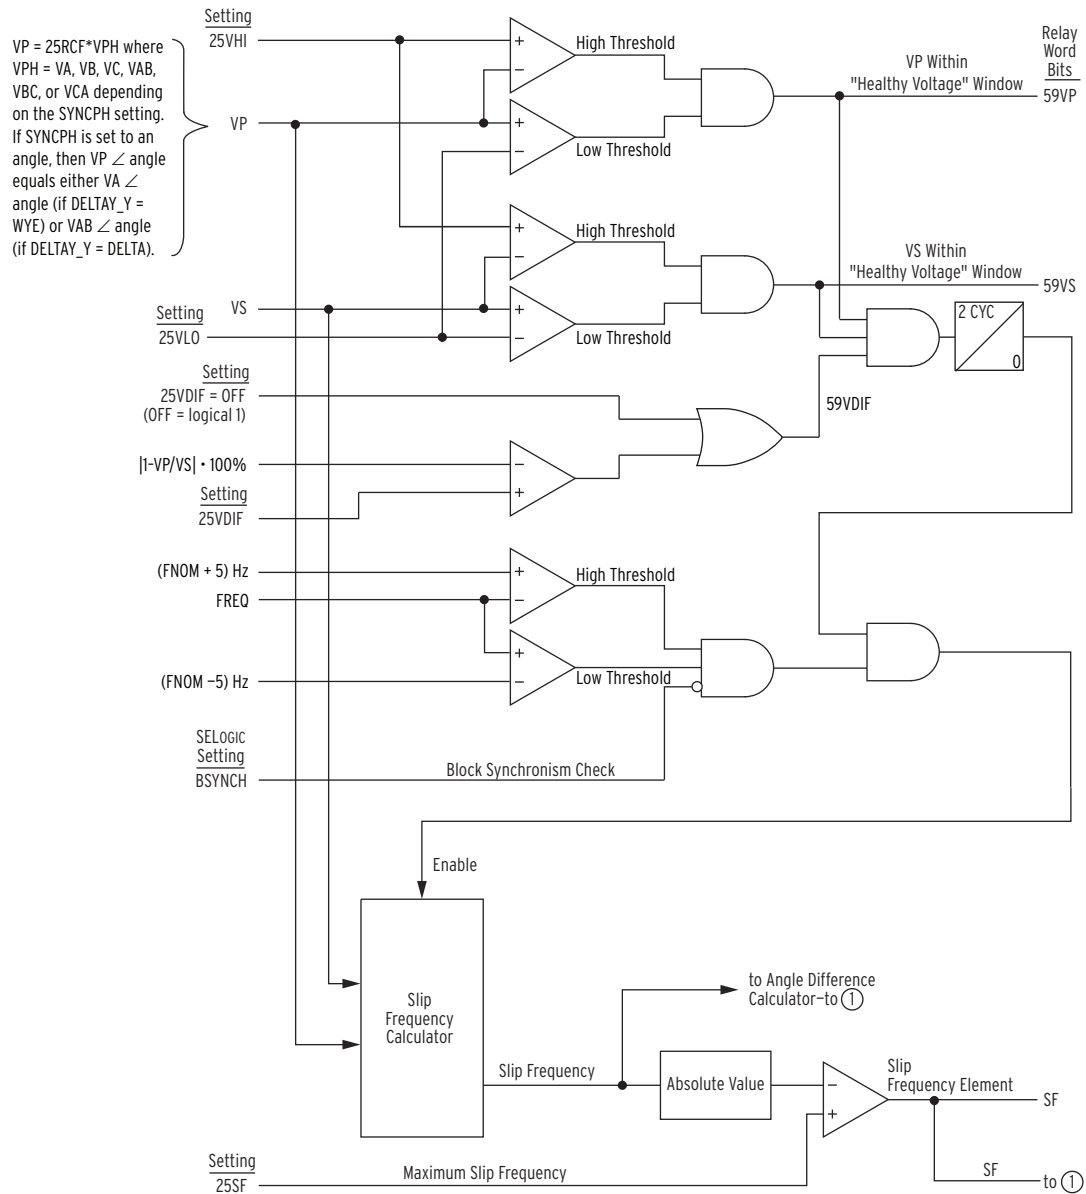 Setting
25VHI
VP = 25RCF*VPH where
VPH = VA, VB, VC, VAB,
VBC, or VCA depending
on the SYNCPH setting.
If SYNCPH is set to an
angle, then VP ∠ angle
equals either VA ∠
angle (if DELTAY_Y =
WYE) or VAB ∠ angle
(if DELTAY_Y = DELTA).
VP
+
−
High Threshold
+
−
Low Threshold
VP Within
"Healthy Voltage" Window
Relay
Word
Bits
59VP
+
−
High Threshold
VS
Setting
25VLO
+
−
Low Threshold
VS Within
"Healthy Voltage" Window
59VS
2 CYC
0
Setting
25VDIF = OFF
(OFF = logical 1)
59VDIF
|1-VP/VS| • 100%
Setting
25VDIF
−
+
(FNOM + 5) Hz
FREQ
+
−
High Threshold
(FNOM −5) Hz
+
−
Low Threshold
SELOGIC
Setting
BSYNCH
Block Synchronism Check
Enable
Slip
Frequency
Calculator
to Angle Difference
Calculator–to 1
Slip Frequency
Absolute Value
−
+
Slip
Frequency Element
SF
SF
to 1
Setting
25SF
Maximum Slip Frequency